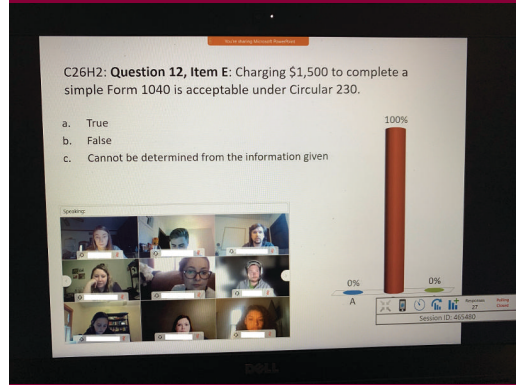 You're sharing Microsoft PowerPoint
C26H2: Question 12, Item E: Charging $1,500 to complete a
simple Form 1040 is acceptable under Circular 230.
a. True
b. False
c. Cannot be determined from the information given
100%
Speaking:
0%
0%
A
Responses
27
Polling
Closed
Session ID: 465480
DELL